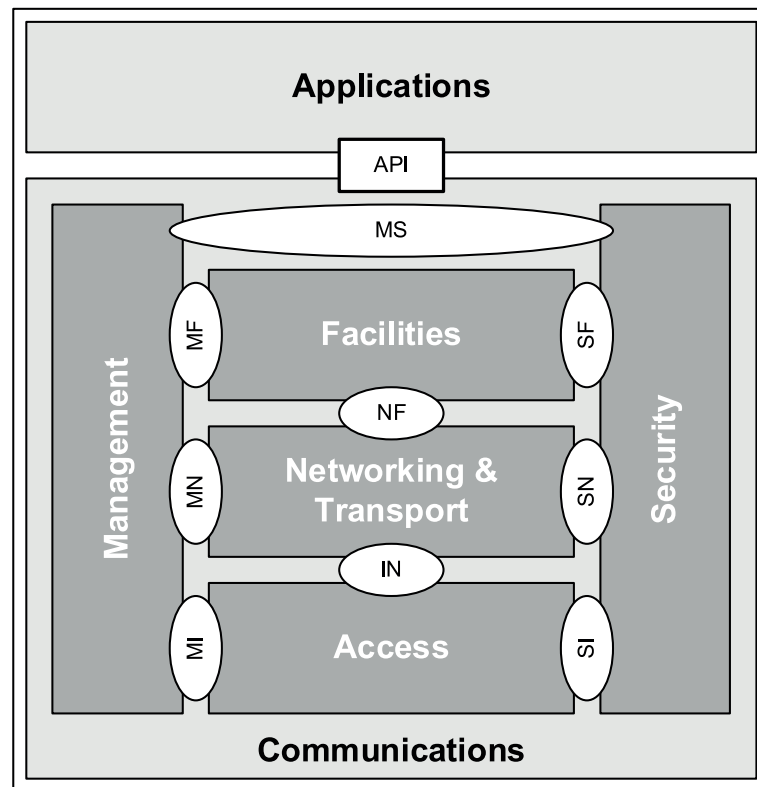 Applications
API
MS
Management
MF
Facilities
SF
Security
NF
MN
Networking &
Transport
SN
IN
MI
Access
SI
Communications